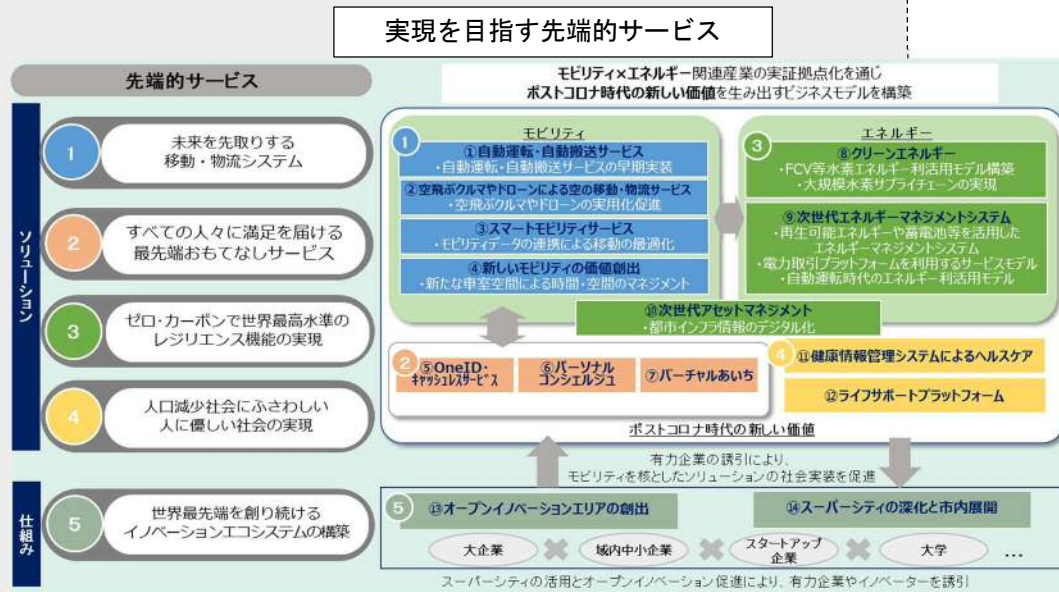 実現を目指す先端的サービス
先端的サービス
ソリューション
1
未来を先取りする
移動・物流システム
2
すべての人々に満足を届ける
最先端おもてなしサービス
3
ゼロ・カーボンで世界最高水準の
レジリエンス機能の実現
4
人口減少社会にふさわしい
人に優しい社会の実現
仕組み
5
世界最先端を創り続ける
イノベーションエコシステムの構築
モビリティ×エネルギー関連産業の実証拠点化を通じ
ポストコロナ時代の新しい価値を生み出すビジネスモデルを構築
1
モビリティ
①自動運転・自動搬送サービス
・自動運転・自動搬送サービスの早期実装
②空飛ぶクルマやドローンによる空の移動・物流サービス
・空飛ぶクルマやドローンの実用化促進
③スマートモビリティサービス
・モビリティデータの連携による移動の最適化
④新しいモビリティの価値創出
・新たな車室空間による時間・空間のマネジメント
3
エネルギー
⑧クリーンエネルギー
・FCV等水素エネルギー利活用モデル構築
・大規模水素サプライチェーンの実現
⑨次世代エネルギーマネジメントシステム
・再生可能エネルギーや蓄電池等を活用した
エネルギーマネジメントシステム
・電力取引プラットフォームを利用するサービスモデル
・自動運転時代のエネルギー利活用モデル
⑩次世代アセットマネジメント
・都市インフラ情報のデジタル化
2
⑤OneID・
キャッシュレスサービス
⑥パーソナル
コンシェルジュ
⑦バーチャルあいち
4
⑪健康情報管理システムによるヘルスケア
⑫ライフサポートプラットフォーム
ポストコロナ時代の新しい価値
有力企業の誘引により、
モビリティを核としたソリューションの社会実装を促進
5
⑬オープンイノベーションエリアの創出
⑭スーパーシティの深化と市内展開
大企業
域内中小企業
スタートアップ
企業
大学
…
スーパーシティの活用とオープンイノベーション促進により、有力企業やイノベーターを誘引